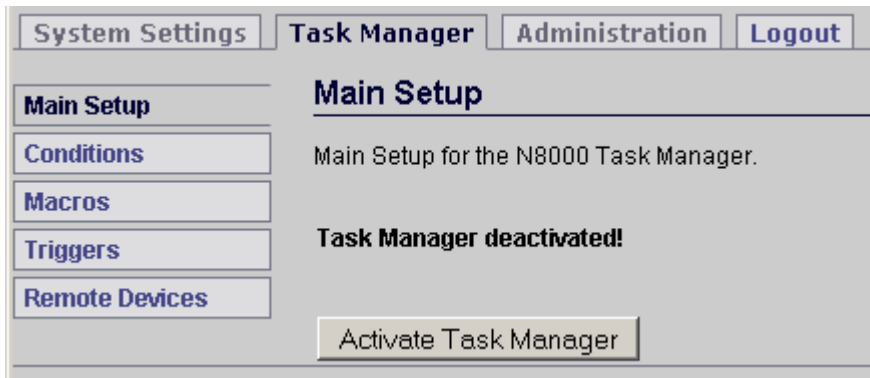 System Settings Task Manager Administration Logout
Main Setup
Conditions
Macros
Triggers
Remote Devices
Main Setup
Main Setup for the N8000 Task Manager.
Task Manager deactivated!
Activate Task Manager